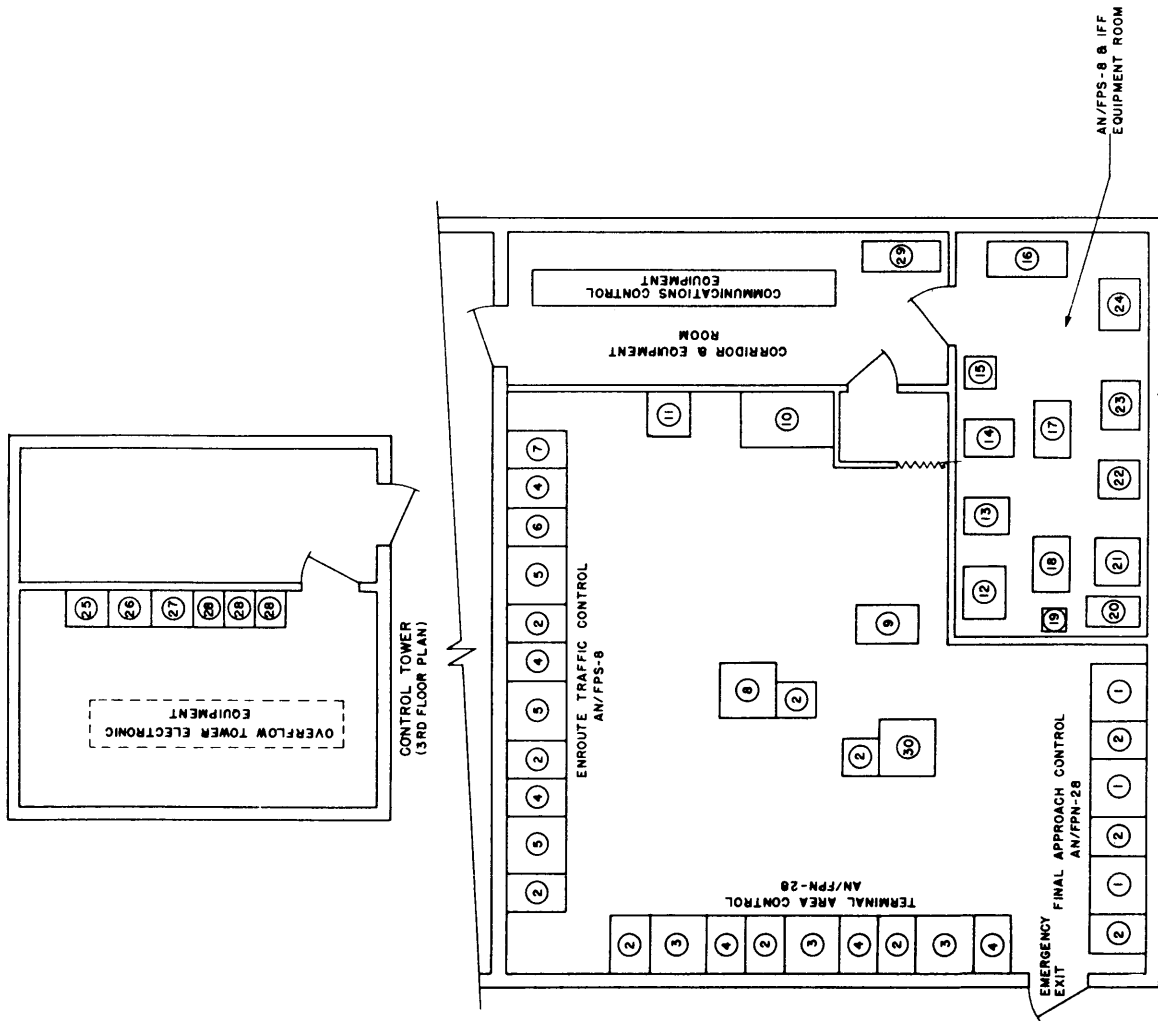 25
26
27
28
28
28
OVERFLOW TOWER ELECTRONIC
EQUIPMENT
CONTROL TOWER
(3RD FLOOR PLAN)
2
5
4
2
5
4
2
5
6
4
7
ENROUTE TRAFFIC CONTROL
AN/FPS-8
11
10
CORRIDOR & EQUIPMENT
ROOM
COMMUNICATIONS CONTROL
EQUIPMENT
29
8
2
9
2
30
TERMINAL AREA CONTROL
AN/FPN-28
2
3
4
2
3
4
2
3
4
EMERGENCY
EXIT
FINAL APPROACH CONTROL
AN/FPN-28
2
1
2
1
2
1
12
13
14
15
16
19
18
17
20
21
22
23
24
AN/FPS-8 & IFF
EQUIPMENT ROOM